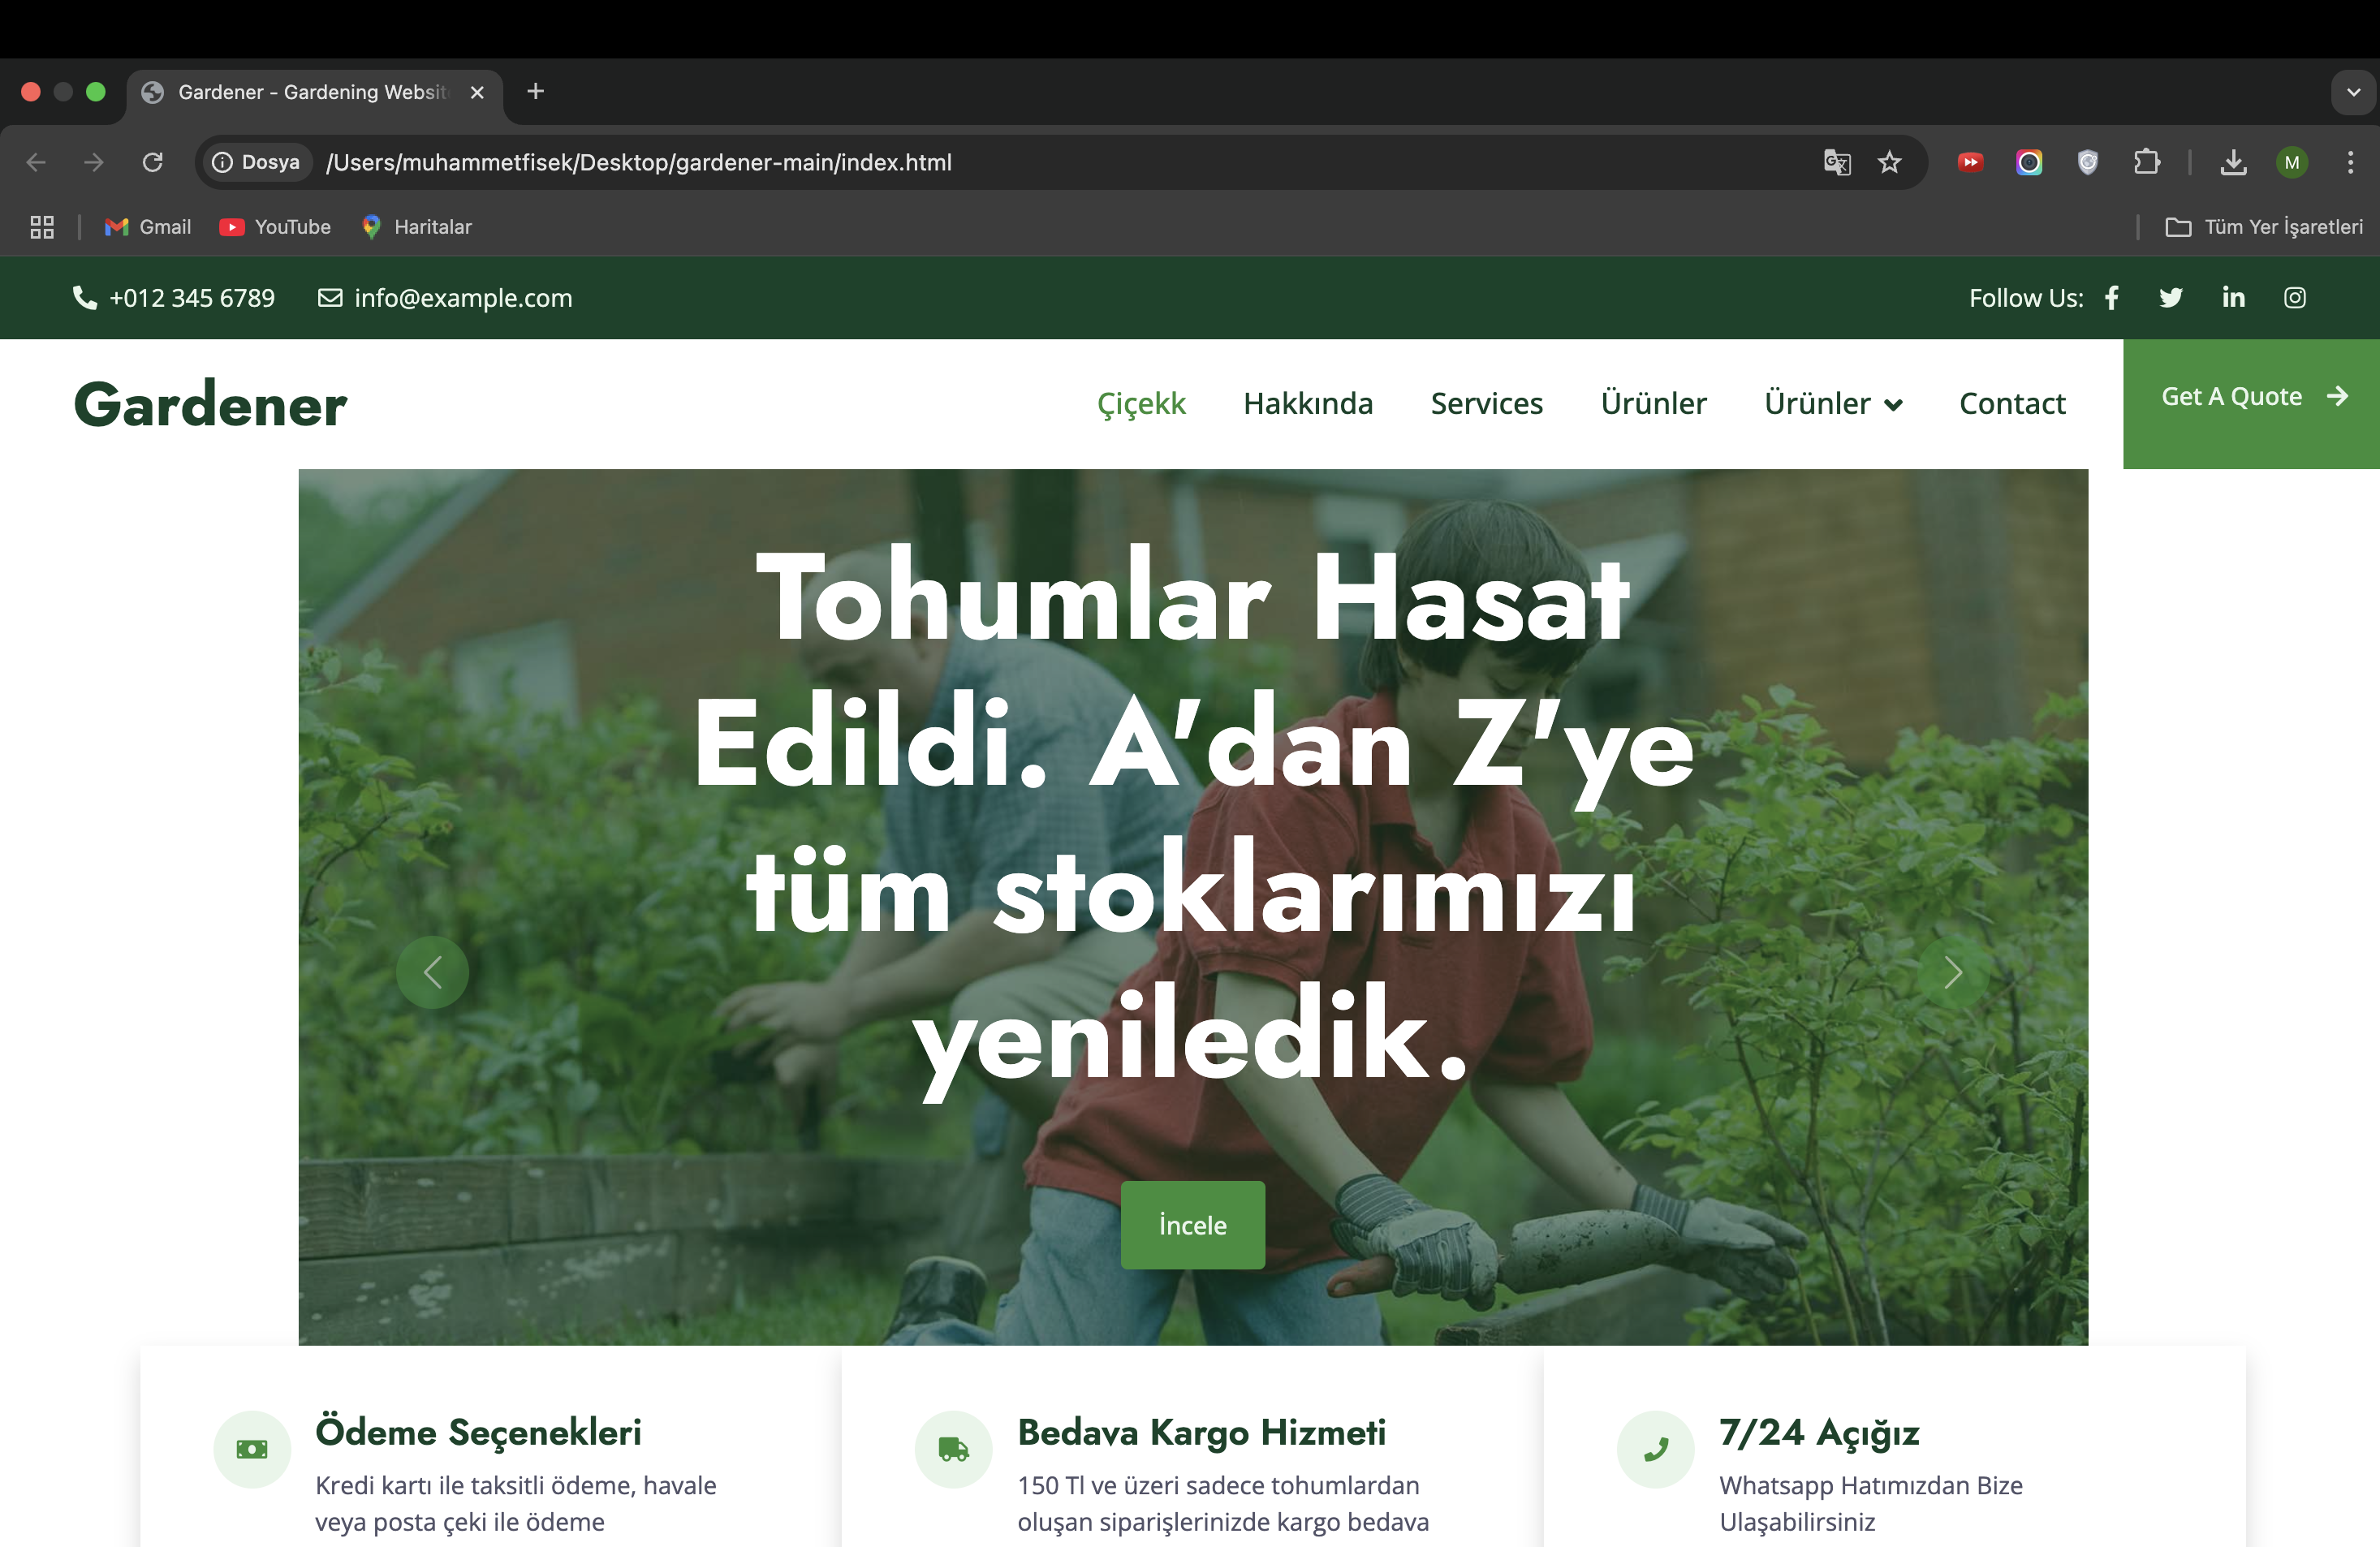 Gardener - Gardening Websit
Dosya /Users/muhammetfisek/Desktop/gardener-main/index.html
M
Gmail YouTube Haritalar Tüm Yer İşaretleri
+012 345 6789 info@example.com Follow Us:
Gardener Çiçekk Hakkında Services Ürünler Ürünler Contact Get A Quote
Tohumlar Hasat
Edildi. A'dan Z'ye
tüm stoklarımızı
yeniledik.
İncele
Ödeme Seçenekleri
Kredi kartı ile taksitli ödeme, havale
veya posta çeki ile ödeme
Bedava Kargo Hizmeti
150 Tl ve üzeri sadece tohumlardan
oluşan siparişlerinizde kargo bedava
7/24 Açığız
Whatsapp Hatımızdan Bize
Ulaşabilirsiniz